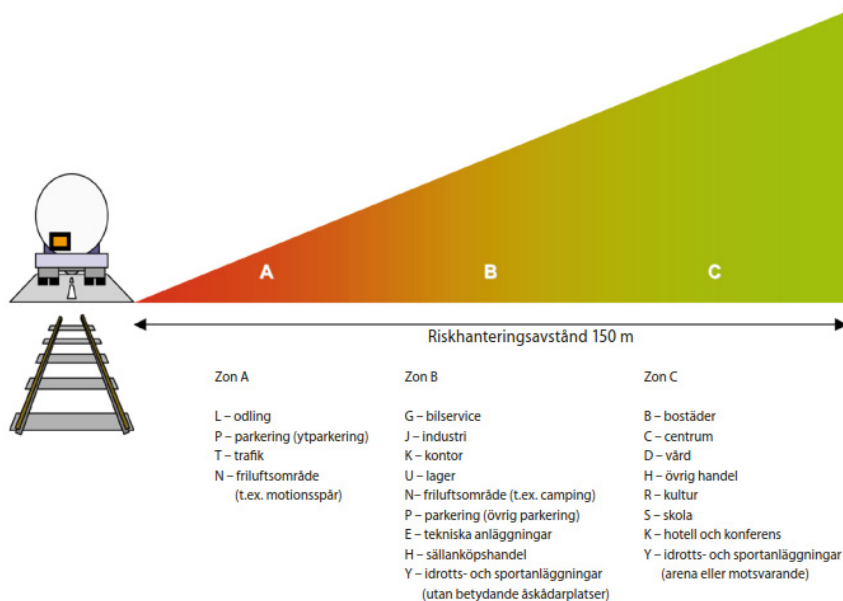 A
B
C
Riskhanteringsavstånd 150 m
Zon A
L – odling
P – parkering (ytparkering)
T – trafik
N – friluftsområde
(t.ex. motionsspår)
Zon B
G – bilservice
J – industri
K – kontor
U – lager
N– friluftsområde (t.ex. camping)
P – parkering (övrig parkering)
E – tekniska anläggningar
H – sällanköpshandel
Y – idrotts- och sportanläggningar
(utan betydande åskådarplatser)
Zon C
B – bostäder
C – centrum
D – vård
H – övrig handel
R – kultur
S – skola
K – hotell och konferens
Y – idrotts- och sportanläggningar
(arena eller motsvarande)